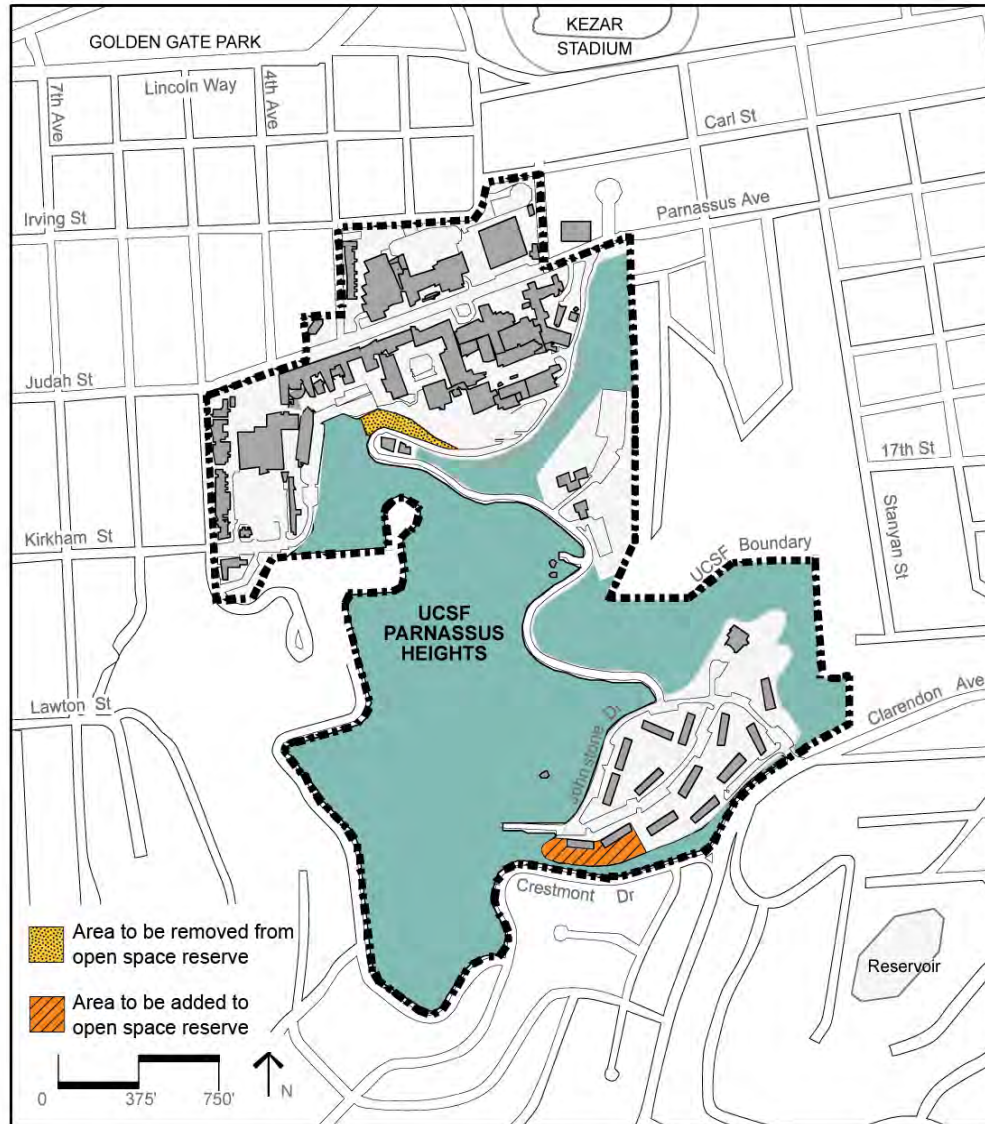 KEZAR
STADIUM
GOLDEN GATE PARK
Lincoln Way
7th Ave
4th Ave
Carl St
Irving St
Parnassus Ave
Judah St
17th St
Stanyan St
Kirkham St
UCSF Boundary
UCSF
PARNASSUS
HEIGHTS
Lawton St
Clarendon Ave
Johnstone Dr
Crestmont Dr
Area to be removed from
open space reserve
Reservoir
Area to be added to
open space reserve
N
0 375' 750'